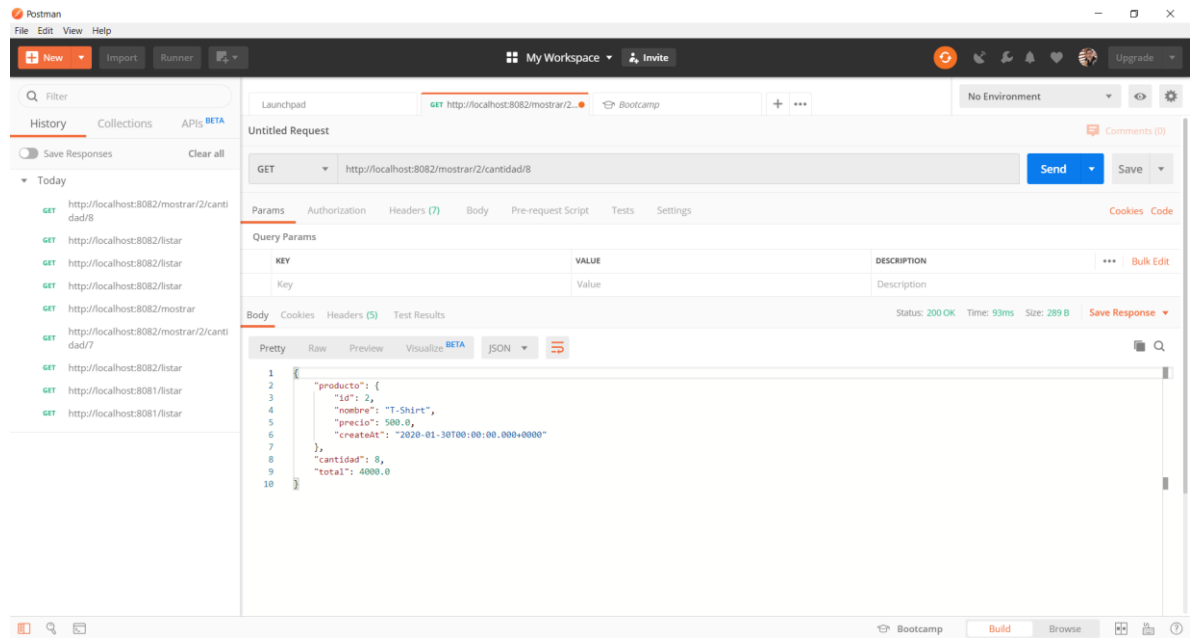 Postman
File Edit View Help
New Import Runner My Workspace Invite Upgrade
Filter
History Collections APIs BETA
Save Responses Clear all
Today
GET http://localhost:8082/mostrar/2/canti
dad/8
GET http://localhost:8082/listar
GET http://localhost:8082/listar
GET http://localhost:8082/listar
GET http://localhost:8082/mostrar
GET http://localhost:8082/mostrar/2/canti
dad/7
GET http://localhost:8082/listar
GET http://localhost:8081/listar
GET http://localhost:8081/listar
Launchpad GET http://localhost:8082/mostrar/2... Bootcamp No Environment
Untitled Request Comments (0)
GET http://localhost:8082/mostrar/2/cantidad/8 Send Save
Params Authorization Headers (7) Body Pre-request Script Tests Settings Cookies Code
Query Params
KEY VALUE DESCRIPTION Bulk Edit
Key Value Description
Body Cookies Headers (5) Test Results Status: 200 OK Time: 93ms Size: 289 B Save Response
Pretty Raw Preview Visualize BETA JSON
1 {
2 "producto": {
3 "id": 2,
4 "nombre": "T-Shirt",
5 "precio": 500.0,
6 "createAt": "2020-01-30T00:00:00.000+0000"
7 },
8 "cantidad": 8,
9 "total": 4000.0
10 }
Bootcamp Build Browse